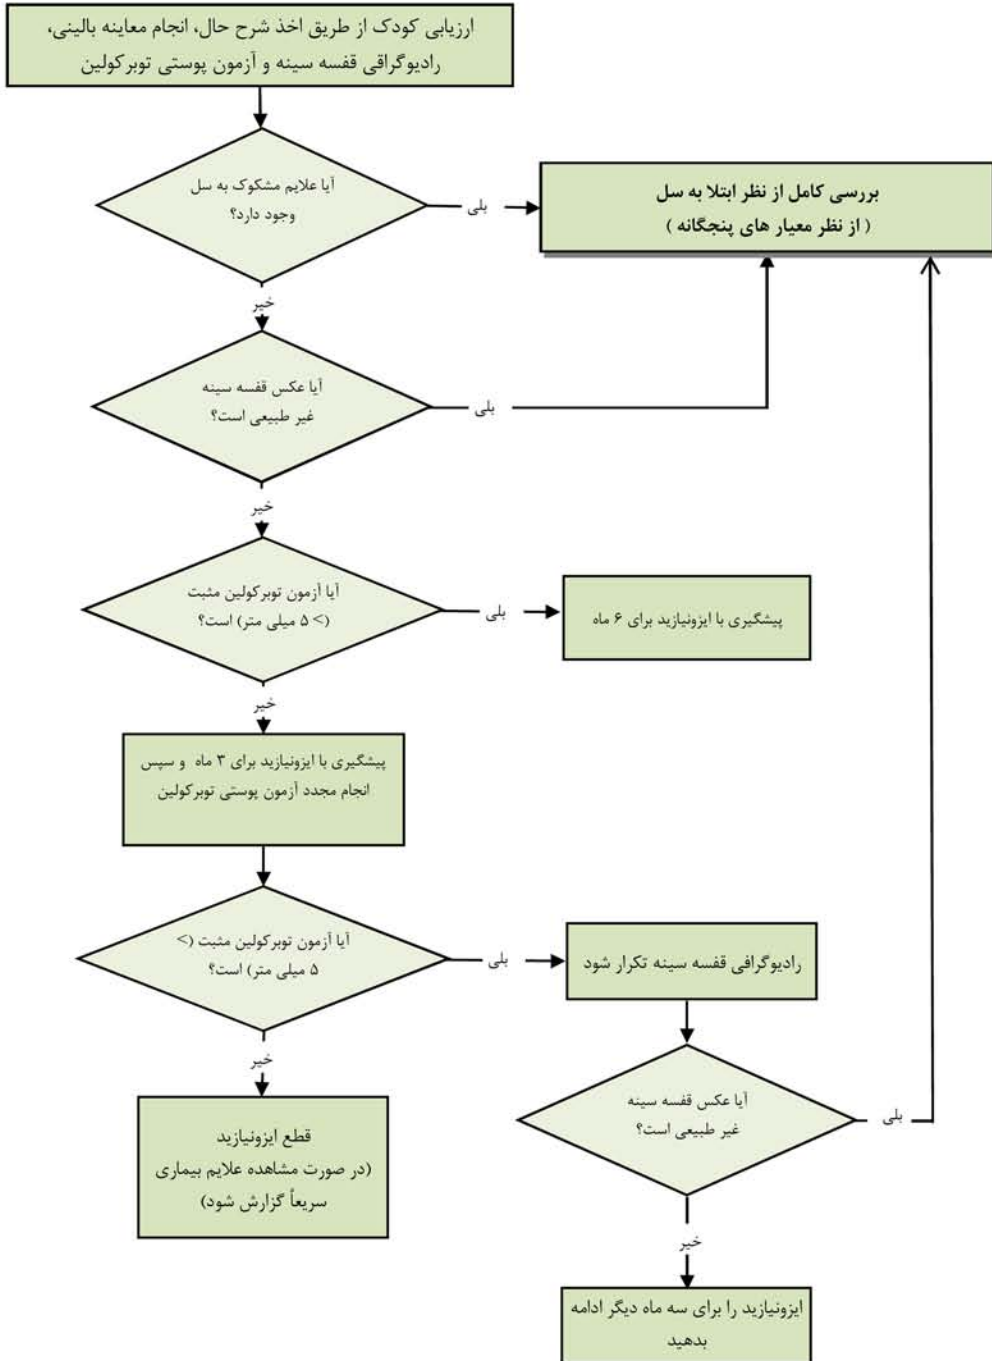 ارزیابی کودک از طریق اخذ شرح حال، انجام معاینه بالینی،
رادیوگراقی قفسه سینه و آزمون پوستی توبرکولین
آیا علایم مشکوک به سل
وجود دارد؟
بلی
بررسی کامل از نظر ابتلا به سل
( از نظر معیار های پنجگانه )
خیر
آیا عکس قفسه سینه
غیر طبیعی است؟
بلی
خیر
آیا آزمون توبرکولین مثبت
(> ۵ میلی متر) است؟
بلی
پیشگیری با ایزونیازید برای ۶ ماه
خیر
پیشگیری با ایزونیازید برای ۳ ماه و سپس
انجام مجدد آزمون پوستی توبرکولین
آیا آزمون توبرکولین مثبت (>
۵ میلی متر) است؟
بلی
رادیوگرافی قفسه سینه تکرار شود
خیر
قطع ایزونیازید
(در صورت مشاهده علایم بیماری
سریعاً گزارش شود)
آیا عکس قفسه سینه
غیر طبیعی است؟
بلی
خیر
ایزونیازید را برای سه ماه دیگر ادامه
بدهید